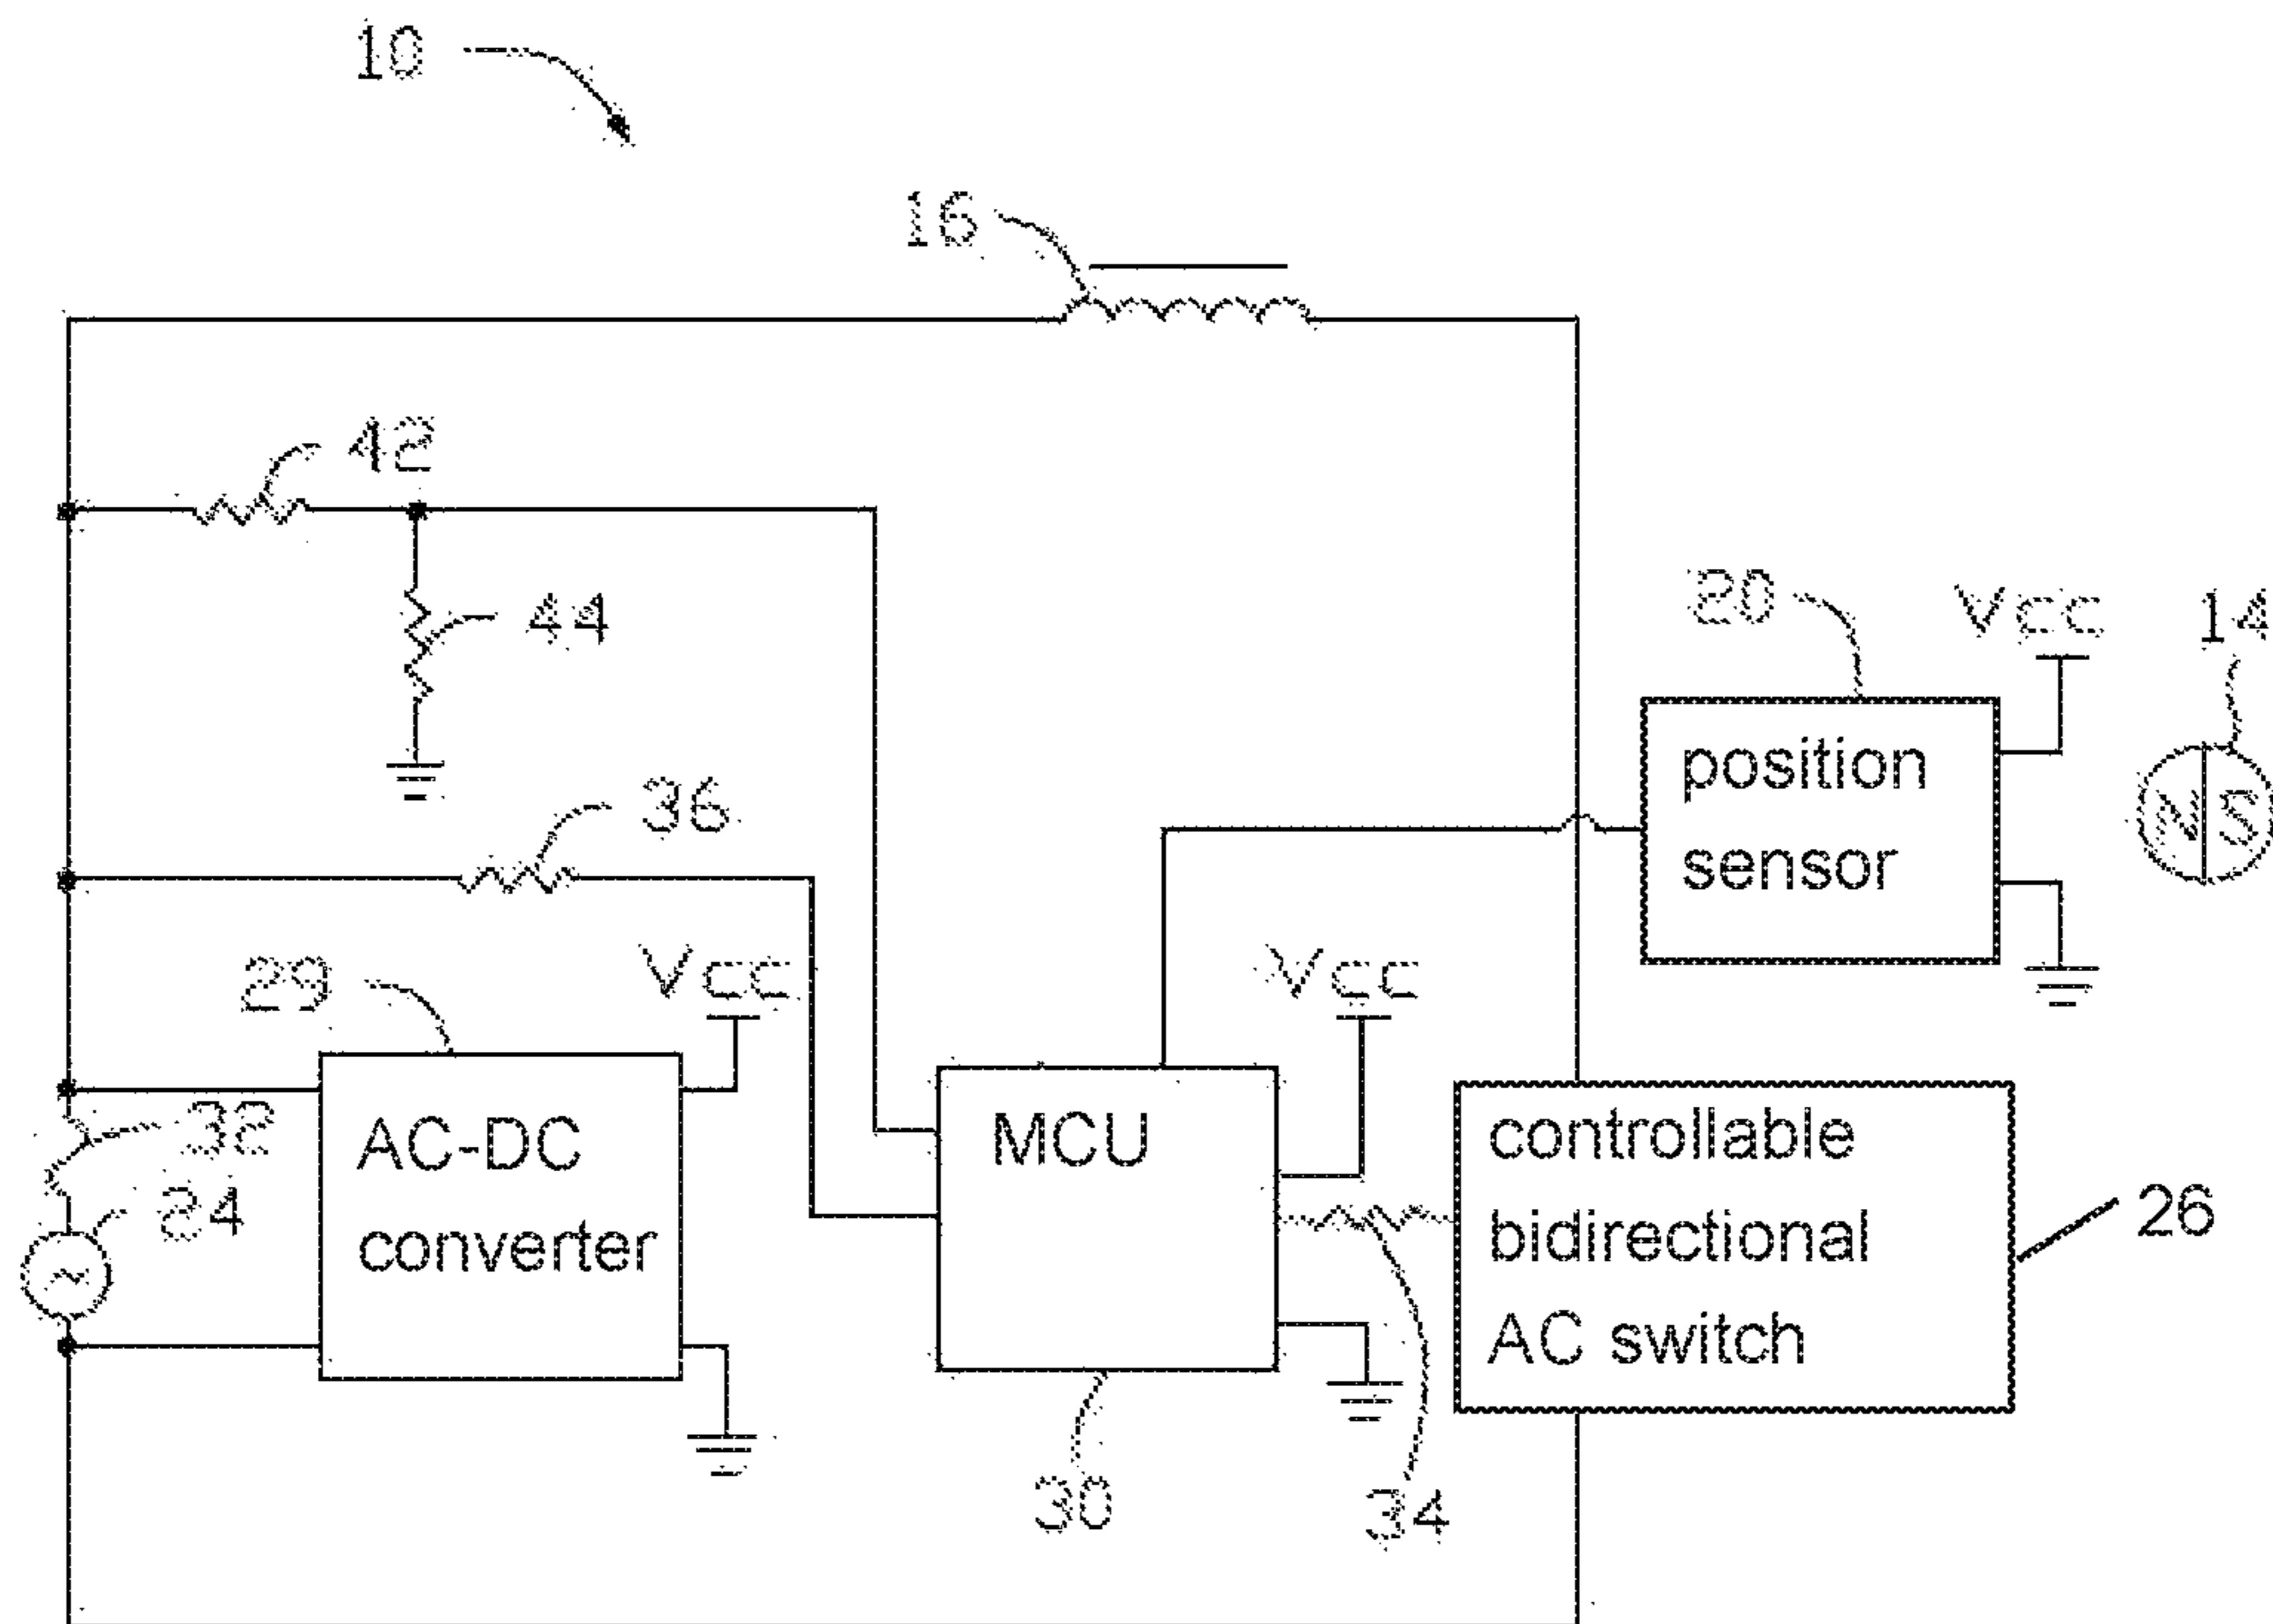 10
16
42
44
20
Vcc
14
position
sensor
N S
36
29
Vcc
Vcc
32
24
AC-DC
converter
MCU
controllable
bidirectional
AC switch
26
~
30
34